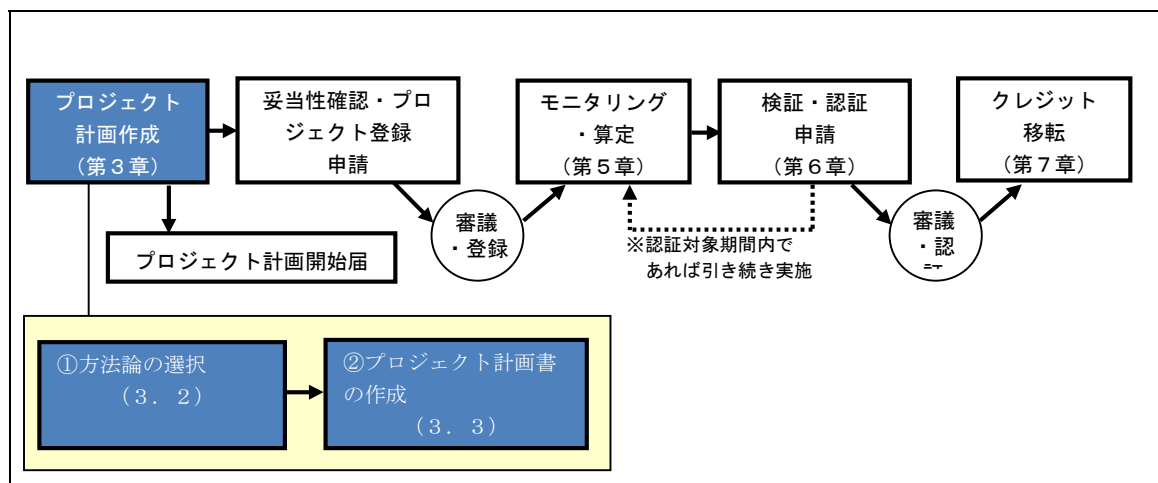 プロジェクト
計画作成
（第３章）
妥当性確認・プロ
ジェクト登録
申請
モニタリング
・算定
（第５章）
検証・認証
申請
（第６章）
クレジット
移転
（第７章）
審議
・登録
審議
・認
プロジェクト計画開始届
※認証対象期間内で
あれば引き続き実施
①方法論の選択
（３．２）
②プロジェクト計画書
の作成
（３．３）